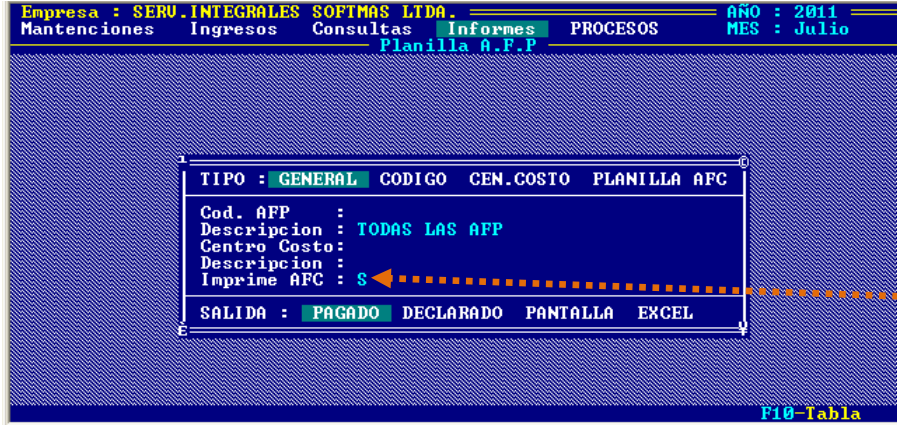 Empresa : SERV.INTEGRALES SOFTMAS LTDA. AÑO : 2011
Mantenciones Ingresos Consultas Informes PROCESOS MES : Julio
Planilla A.F.P
TIPO : GENERAL CODIGO CEN.COSTO PLANILLA AFC
Cod. AFP :
Descripcion : TODAS LAS AFP
Centro Costo:
Descripcion :
Imprime AFC : S
SALIDA : PAGADO DECLARADO PANTALLA EXCEL
F10-Tabla